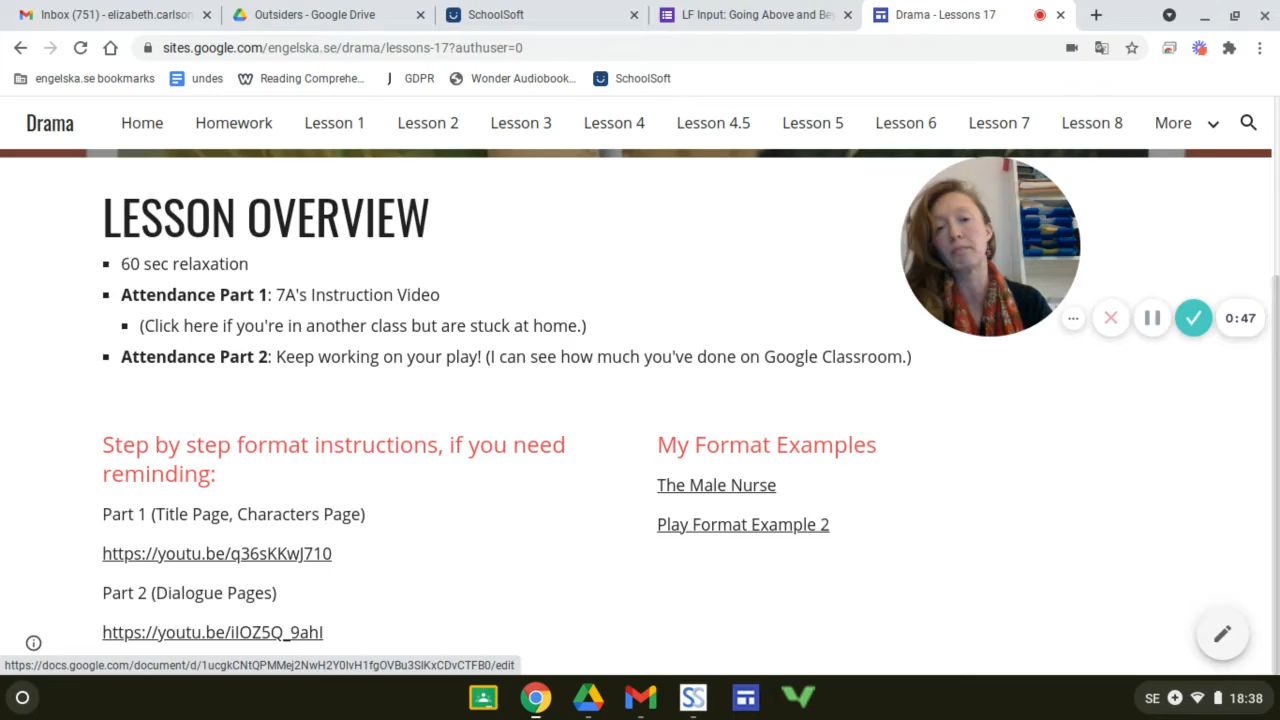 Inbox (751) - elizabeth.carlson
Outsiders - Google Drive
SchoolSoft
LF Input: Going Above and Bey
Drama - Lessons 17
sites.google.com/engelska.se/drama/lessons-17?authuser=0
engelska.se bookmarks
undes
Reading Comprehe...
GDPR
Wonder Audiobook...
SchoolSoft
Drama
Home
Homework
Lesson 1
Lesson 2
Lesson 3
Lesson 4
Lesson 4.5
Lesson 5
Lesson 6
Lesson 7
Lesson 8
More
LESSON OVERVIEW
60 sec relaxation
Attendance Part 1: 7A's Instruction Video
(Click here if you're in another class but are stuck at home.)
Attendance Part 2: Keep working on your play! (I can see how much you've done on Google Classroom.)
0:47
Step by step format instructions, if you need
reminding:
Part 1 (Title Page, Characters Page)
https://youtu.be/q36sKKwJ710
Part 2 (Dialogue Pages)
https://youtu.be/iIOZ5Q_9ahI
My Format Examples
The Male Nurse
Play Format Example 2
https://docs.google.com/document/d/1ucgkCNtQPMMej2NwH2Y0IvH1fgOVBu3SIKxCDvCTFB0/edit
SE
18:38